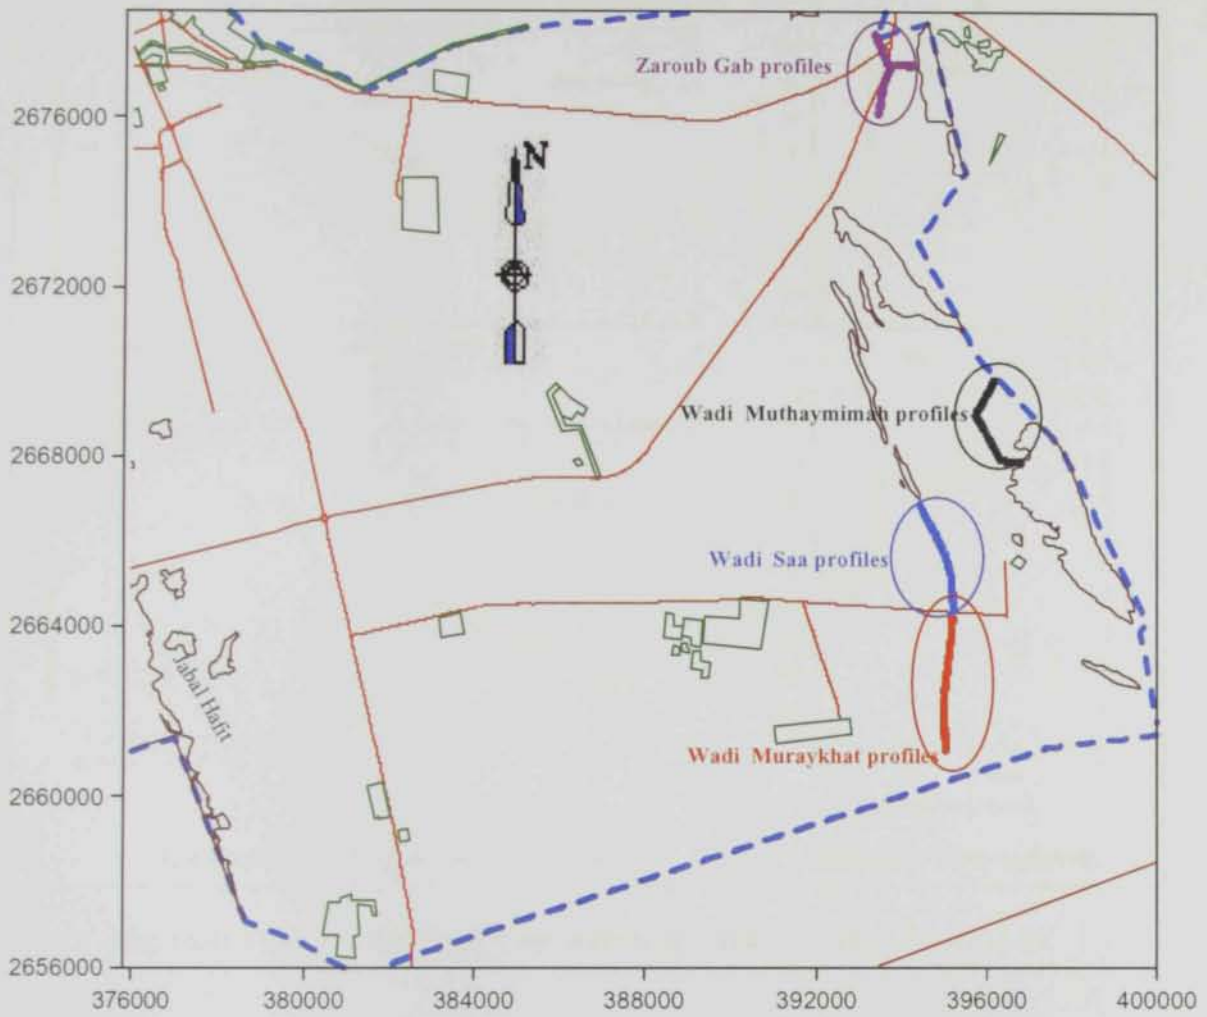 Zaroub Gab profiles
2676000
N
2672000
Wadi Muthaymimah profiles
2668000
Wadi Saa profiles
2664000
Jabal Hafit
Wadi Muraykhat profiles
2660000
2656000
376000 380000 384000 388000 392000 396000 400000